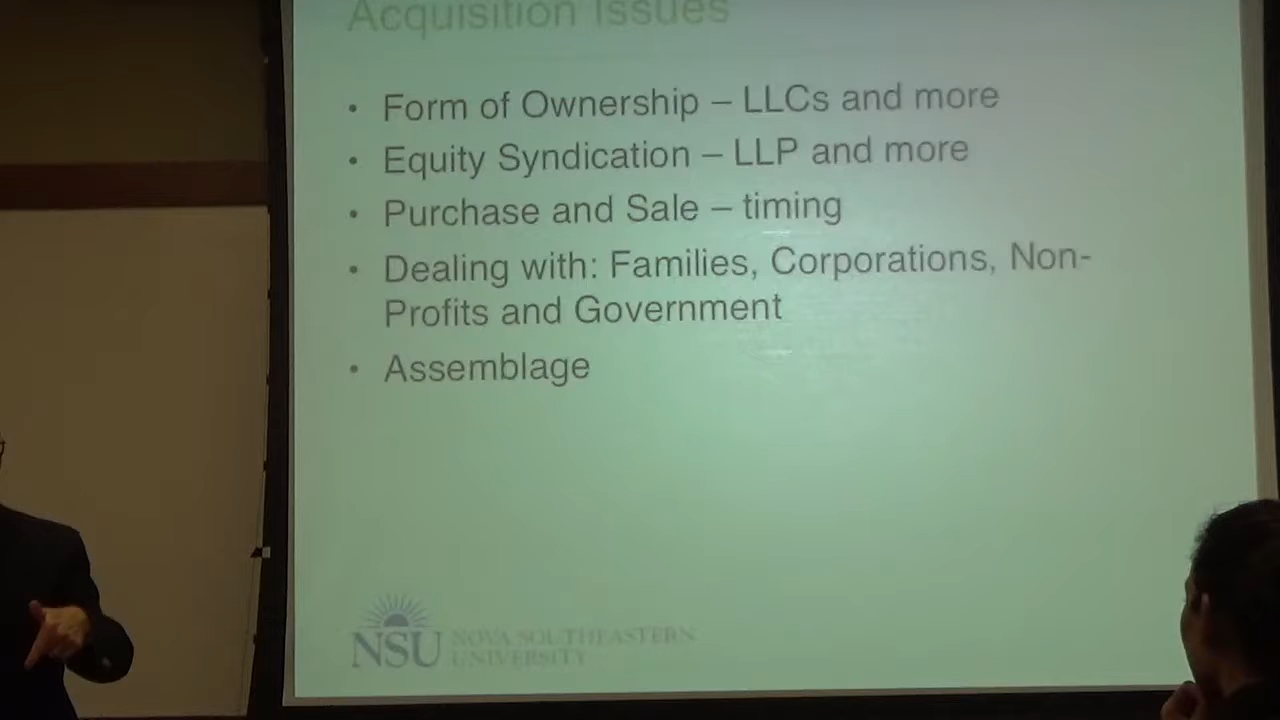 Acquisition Issues
• Form of Ownership – LLCs and more
• Equity Syndication – LLP and more
• Purchase and Sale – timing
• Dealing with: Families, Corporations, Non-
Profits and Government
• Assemblage
NSU NOVA SOUTHEASTERN
UNIVERSITY